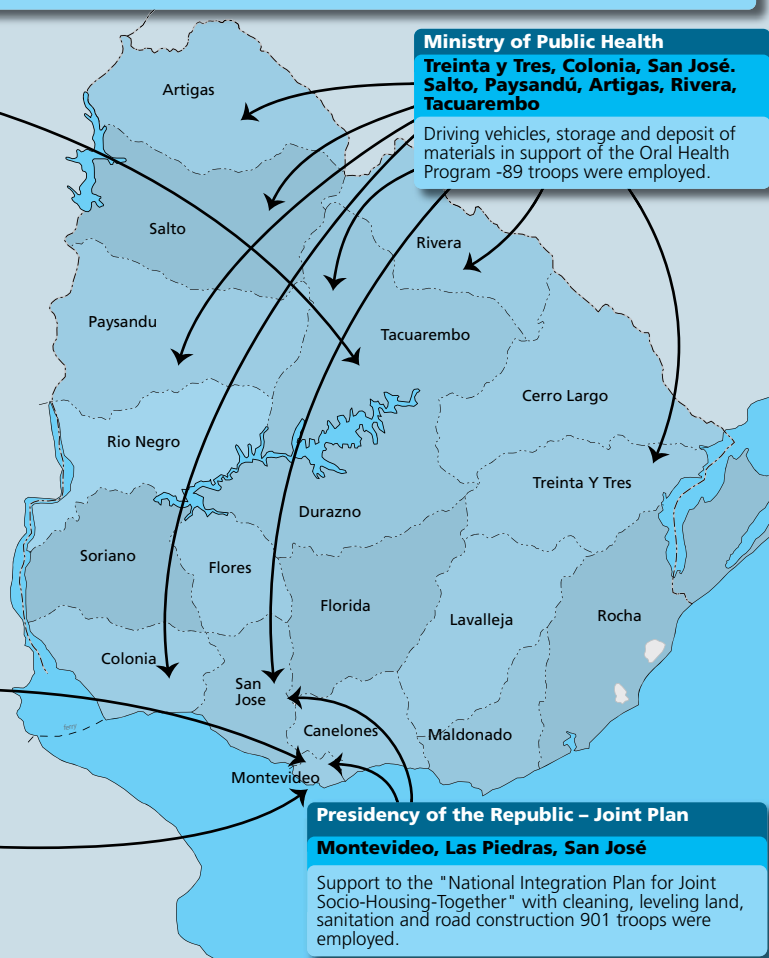 Ministry of Public Health
Treinta y Tres, Colonia, San José.
Salto, Paysandú, Artigas, Rivera,
Tacuarembo
Driving vehicles, storage and deposit of
materials in support of the Oral Health
Program -89 troops were employed.
Artigas
Salto
Rivera
Paysandu
Tacuarembo
Cerro Largo
Rio Negro
Treinta Y Tres
Durazno
Soriano
Flores
Florida
Lavalleja
Rocha
Colonia
San
Jose
Canelones
Maldonado
ferry
Montevideo
Presidency of the Republic – Joint Plan
Montevideo, Las Piedras, San José
Support to the "National Integration Plan for Joint
Socio-Housing-Together" with cleaning, leveling land,
sanitation and road construction 901 troops were
employed.